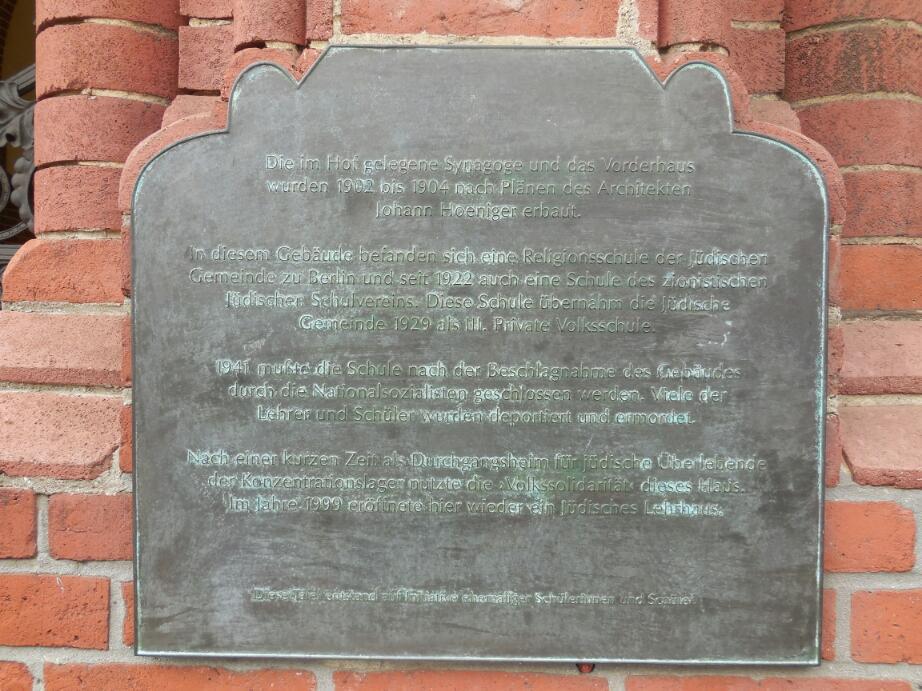 Die im Hof gelegene Synagoge und das Vorderhaus
wurden 1902 bis 1904 nach Plänen des Architekten
Johann Hoeniger erbaut.
In diesem Gebäude befanden sich eine Religionsschule der Jüdischen
Gemeinde zu Berlin und seit 1922 auch eine Schule des zionistischen
Jüdischen Schulvereins. Diese Schule übernahm die Jüdische
Gemeinde 1929 als III. Private Volksschule.
1941 mußte die Schule nach der Beschlagnahme des Gebäudes
durch die Nationalsozialisten geschlossen werden. Viele der
Lehrer und Schüler wurden deportiert und ermordet.
Nach einer kurzen Zeit als Durchgangsheim für jüdische Überlebende
der Konzentrationslager nutzte die ›Volkssolidarität‹ dieses Haus.
Im Jahre 1999 eröffnete hier wieder ein Jüdisches Lehrhaus.
Diese Tafel entstand auf Initiative ehemaliger Schülerinnen und Schüler.